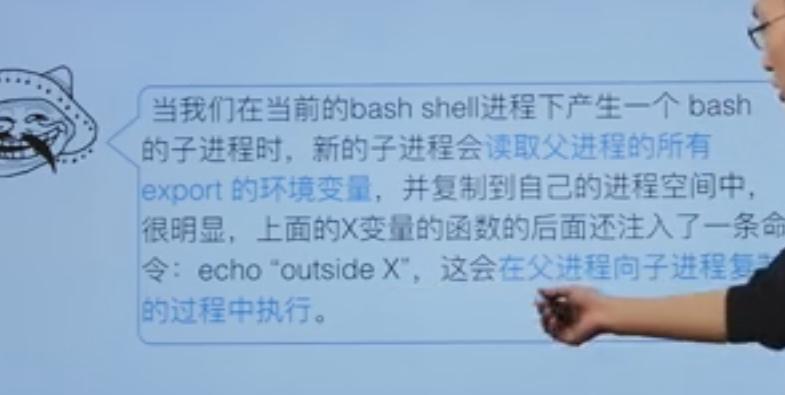 当我们在当前的bash shell进程下产生一个 bash
的子进程时，新的子进程会读取父进程的所有
export 的环境变量，并复制到自己的进程空间中，
很明显，上面的X变量的函数的后面还注入了一条命
令：echo “outside X”，这会在父进程向子进程复制
的过程中执行。